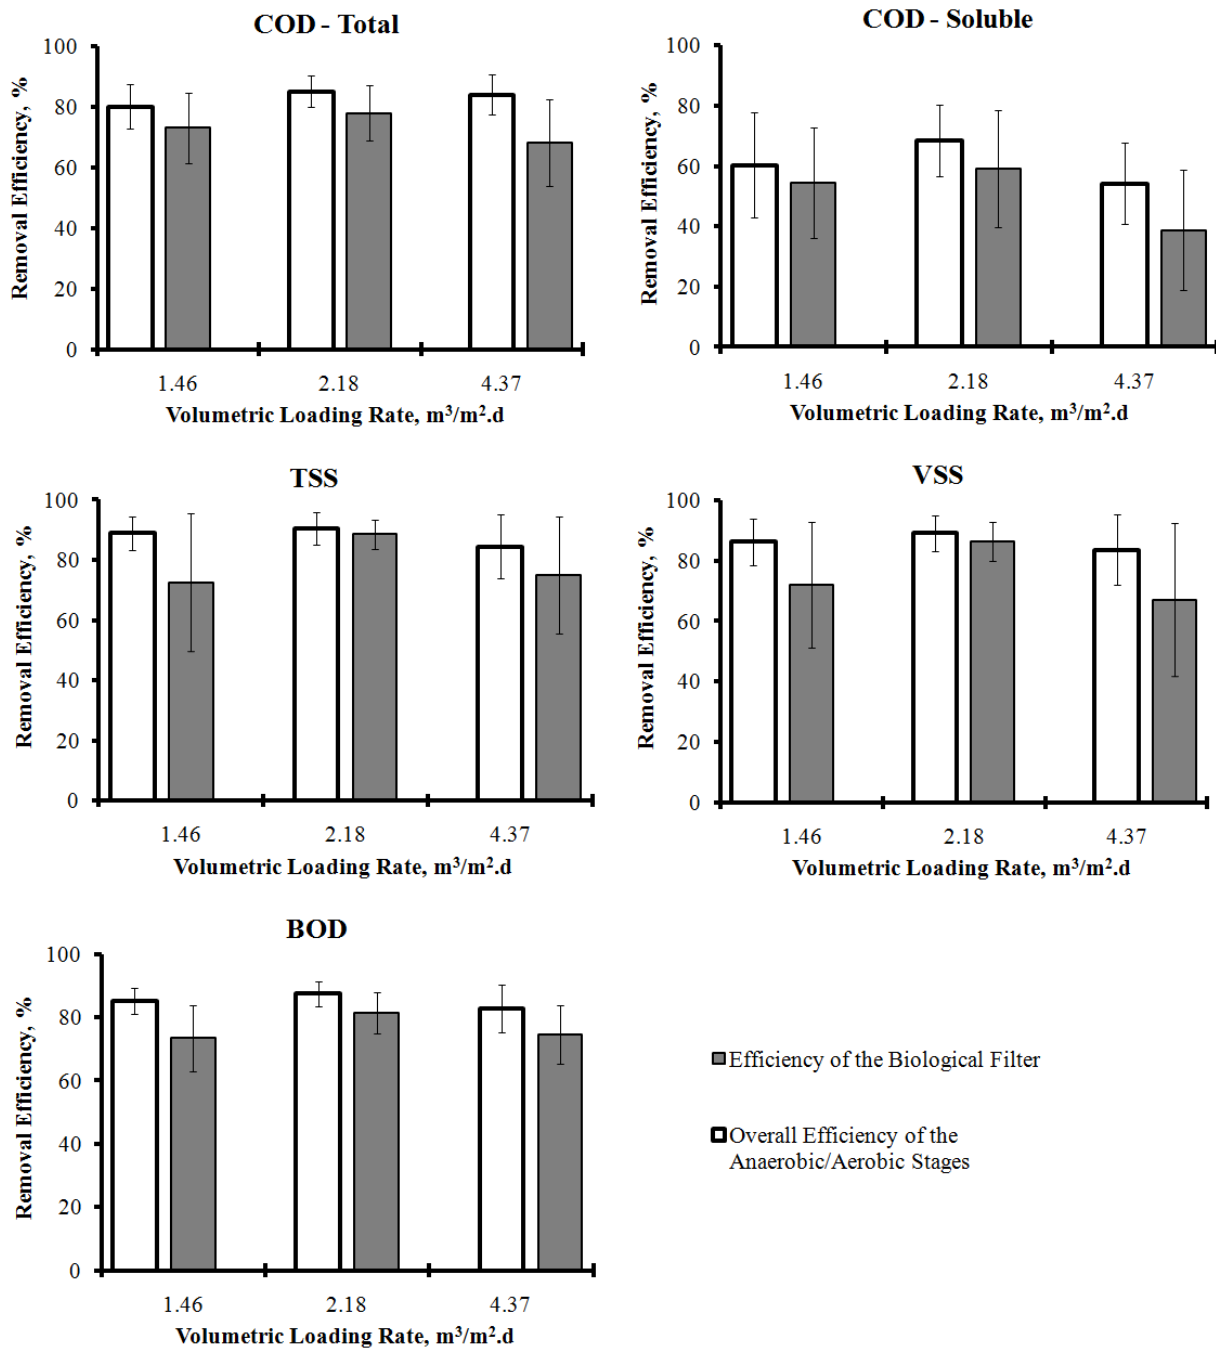 COD - Total
Removal Efficiency, %
100
80
60
40
20
0
1.46 2.18 4.37
Volumetric Loading Rate, m³/m².d
COD - Soluble
Removal Efficiency, %
100
80
60
40
20
0
1.46 2.18 4.37
Volumetric Loading Rate, m³/m².d
TSS
Removal Efficiency, %
100
80
60
40
20
0
1.46 2.18 4.37
Volumetric Loading Rate, m³/m².d
VSS
Removal Efficiency, %
100
80
60
40
20
0
1.46 2.18 4.37
Volumetric Loading Rate, m³/m².d
BOD
Removal Efficiency, %
100
80
60
40
20
0
1.46 2.18 4.37
Volumetric Loading Rate, m³/m².d
Efficiency of the Biological Filter
Overall Efficiency of the
Anaerobic/Aerobic Stages